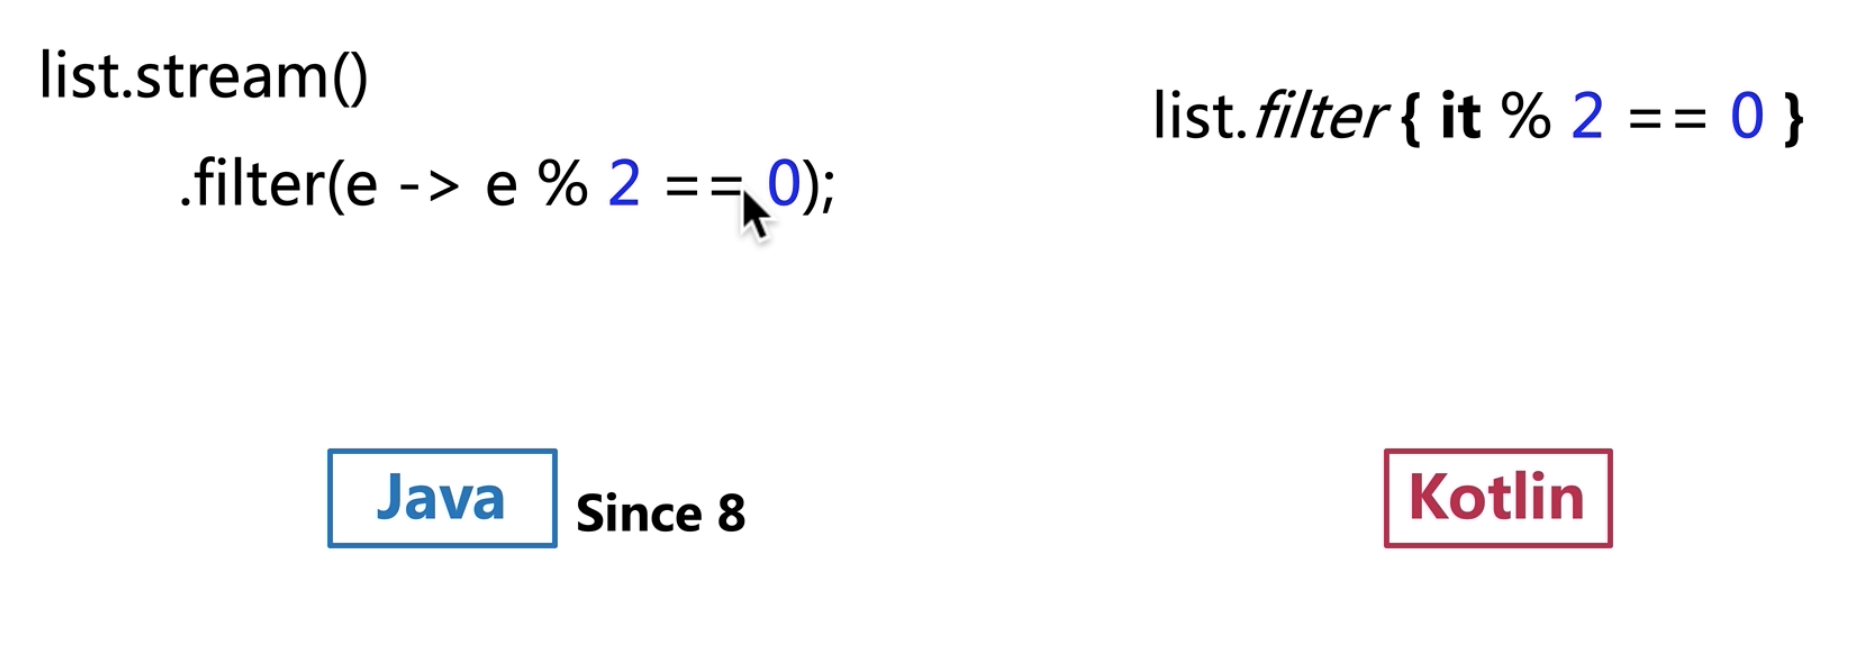 list.stream()
.filter(e -> e % 2 == 0);
list.filter { it % 2 == 0 }
Java Since 8
Kotlin